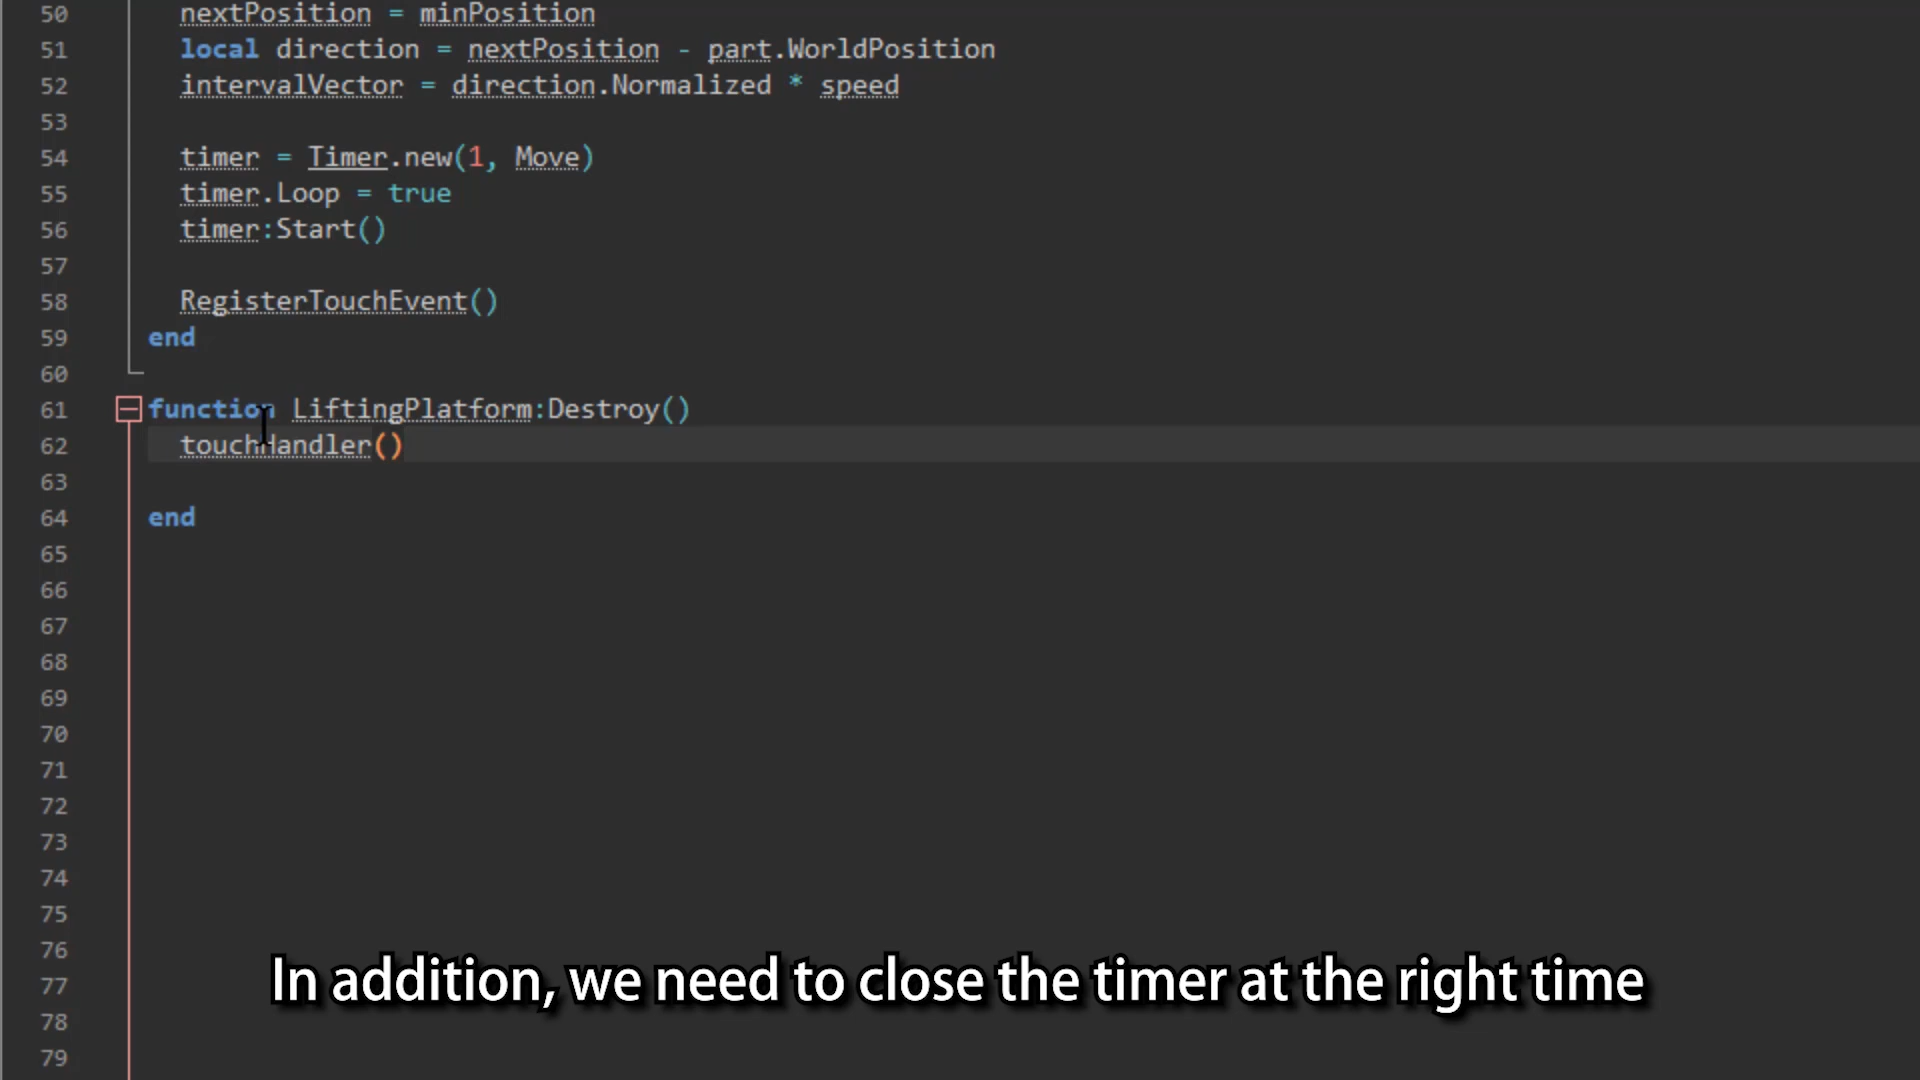 50 nextPosition = minPosition
51 local direction = nextPosition - part.WorldPosition
52 intervalVector = direction.Normalized * speed
53
54 timer = Timer.new(1, Move)
55 timer.Loop = true
56 timer:Start()
57
58 RegisterTouchEvent()
59 end
60
61 function LiftingPlatform:Destroy()
62 touchHandler()
63
64 end
65
66
67
68
69
70
71
72
73
74
75
76
77
78
79
In addition, we need to close the timer at the right time